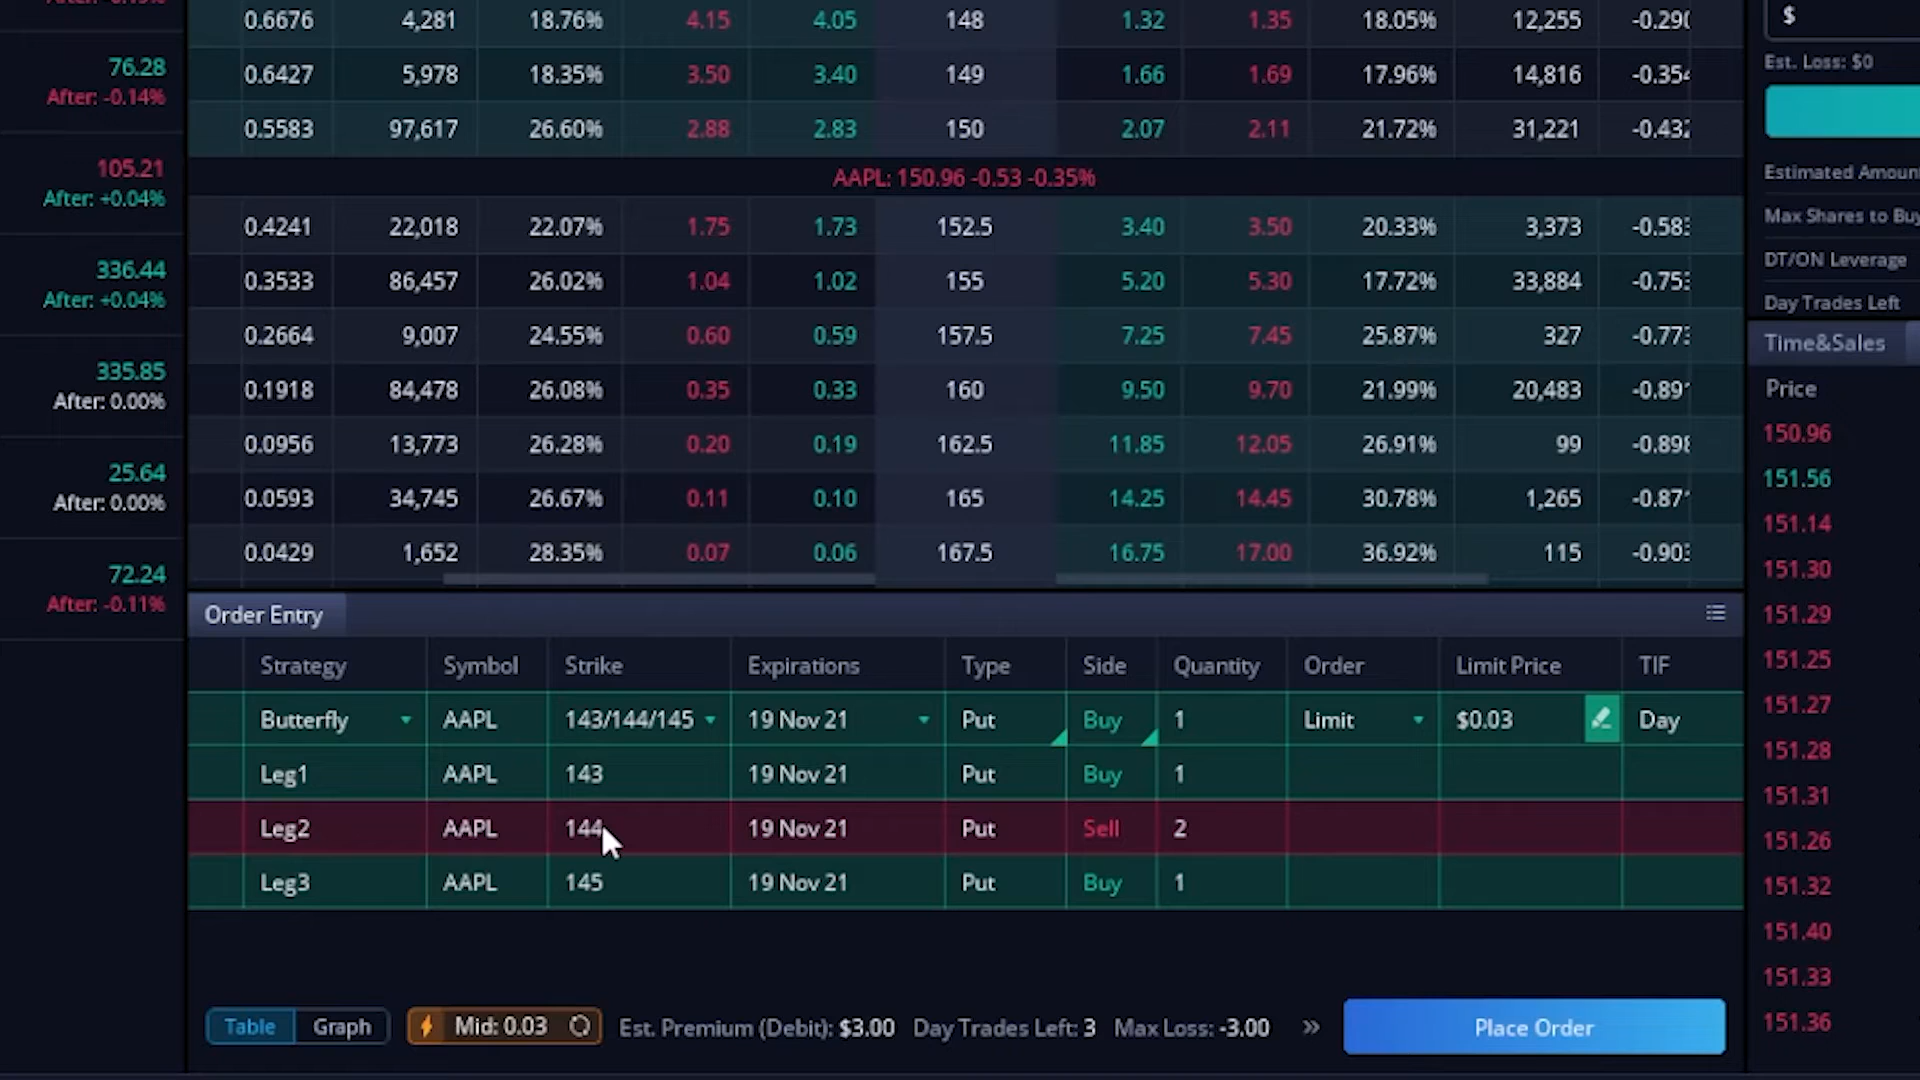 76.28
After: -0.14%
105.21
After: +0.04%
336.44
After: +0.04%
335.85
After: 0.00%
25.64
After: 0.00%
72.24
After: -0.11%
0.6676 4,281 18.76% 4.15 4.05 148 1.32 1.35 18.05% 12,255
0.6427 5,978 18.35% 3.50 3.40 149 1.66 1.69 17.96% 14,816
0.5583 97,617 26.60% 2.88 2.83 150 2.07 2.11 21.72% 31,221
AAPL: 150.96 -0.53 -0.35%
0.4241 22,018 22.07% 1.75 1.73 152.5 3.40 3.50 20.33% 3,373
0.3533 86,457 26.02% 1.04 1.02 155 5.20 5.30 17.72% 33,884
0.2664 9,007 24.55% 0.60 0.59 157.5 7.25 7.45 25.87% 327
0.1918 84,478 26.08% 0.35 0.33 160 9.50 9.70 21.99% 20,483
0.0956 13,773 26.28% 0.20 0.19 162.5 11.85 12.05 26.91% 99
0.0593 34,745 26.67% 0.11 0.10 165 14.25 14.45 30.78% 1,265
0.0429 1,652 28.35% 0.07 0.06 167.5 16.75 17.00 36.92% 115
Order Entry
Strategy Symbol Strike Expirations Type Side Quantity Order Limit Price TIF
Butterfly AAPL 143/144/145 19 Nov 21 Put Buy 1 Limit $0.03 Day
Leg1 AAPL 143 19 Nov 21 Put Buy 1
Leg2 AAPL 144 19 Nov 21 Put Sell 2
Leg3 AAPL 145 19 Nov 21 Put Buy 1
Table Graph Mid: 0.03 Est. Premium (Debit): $3.00 Day Trades Left: 3 Max Loss: -3.00 » Place Order
$
Est. Loss: $0
Estimated
Max Shares to Buy
DT/ON Leverage
Day Trades Left
Time&Sales
Price
150.96
151.56
151.14
151.30
151.29
151.25
151.27
151.28
151.31
151.26
151.32
151.40
151.33
151.36